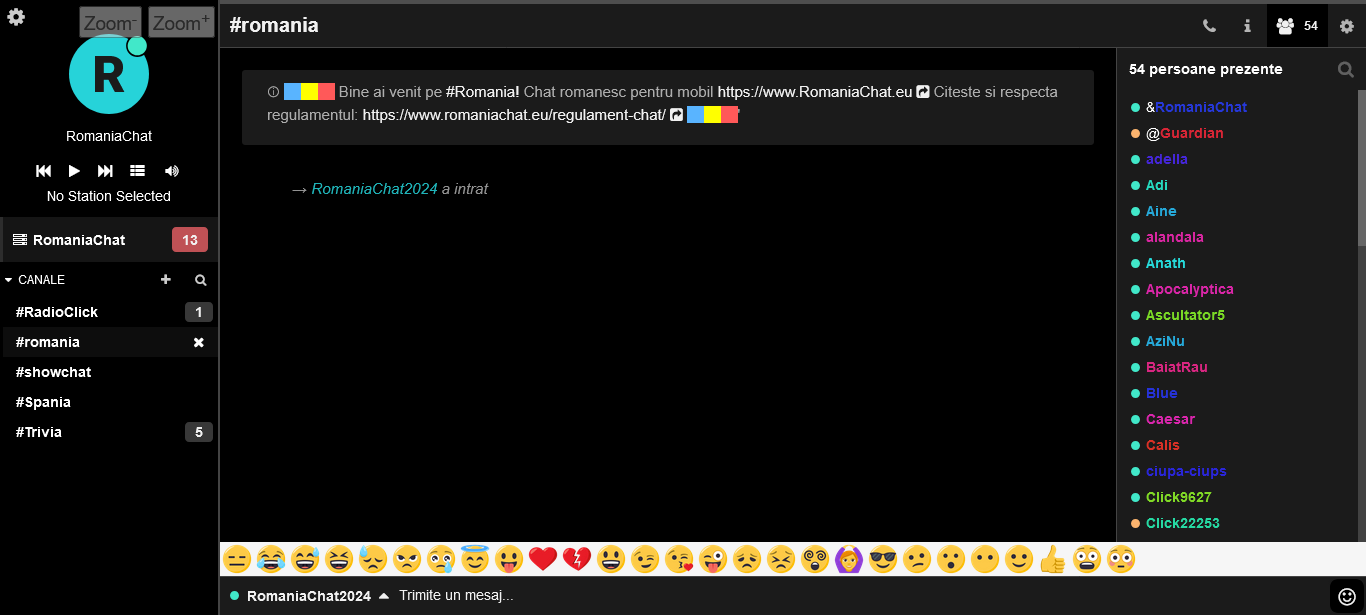 Zoom-
Zoom+
R
RomaniaChat
No Station Selected
RomaniaChat 13
CANALE
#RadioClick 1
#romania
#showchat
#Spania
#Trivia 5
#romania
54
Bine ai venit pe #Romania! Chat romanesc pentru mobil https://www.RomaniaChat.eu Citeste si respecta
regulamentul: https://www.romaniachat.eu/regulament-chat/
→ RomaniaChat2024 a intrat
54 persoane prezente
&RomaniaChat
@Guardian
adella
Adi
Aine
alandala
Anath
Apocalyptica
Ascultator5
AziNu
BaiatRau
Blue
Caesar
Calis
ciupa-ciups
Click9627
Click22253
RomaniaChat2024 Trimite un mesaj...